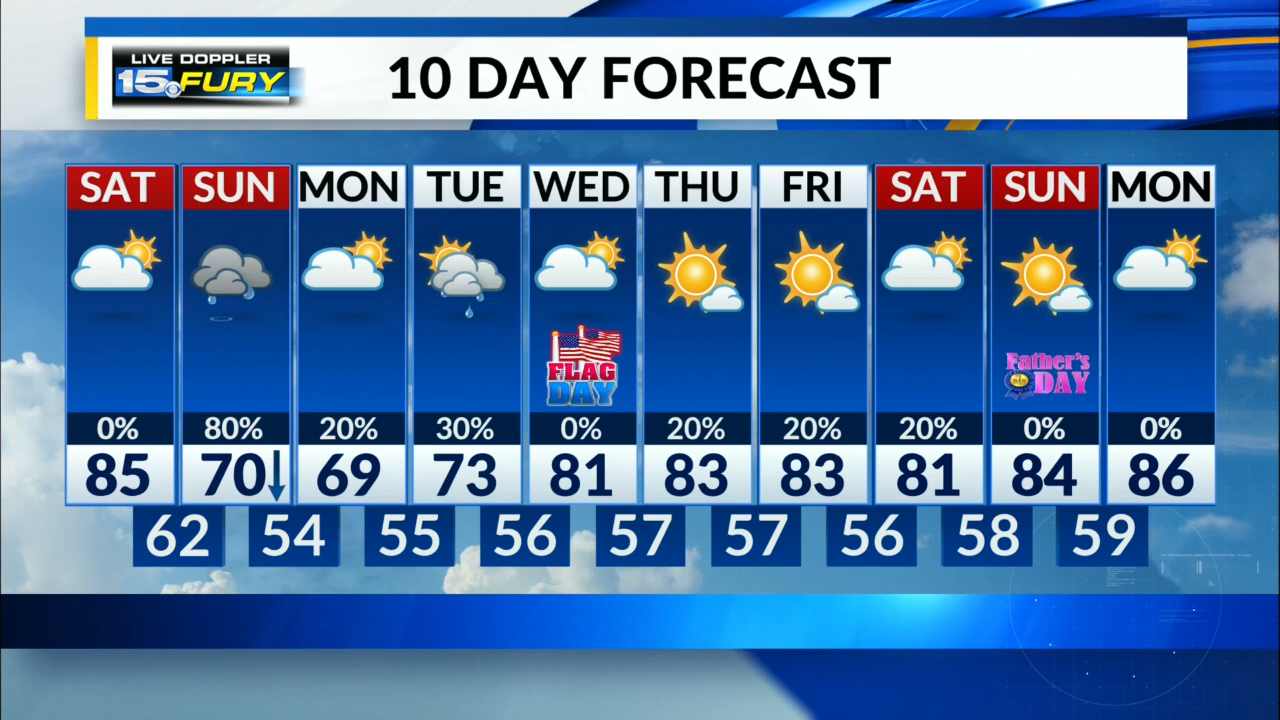 LIVE DOPPLER
15 FURY
10 DAY FORECAST
SAT SUN MON TUE WED THU FRI SAT SUN MON
FLAG
DAY
Father's
DAY
0% 80% 20% 30% 0% 20% 20% 20% 0% 0%
85 70 69 73 81 83 83 81 84 86
62 54 55 56 57 57 56 58 59